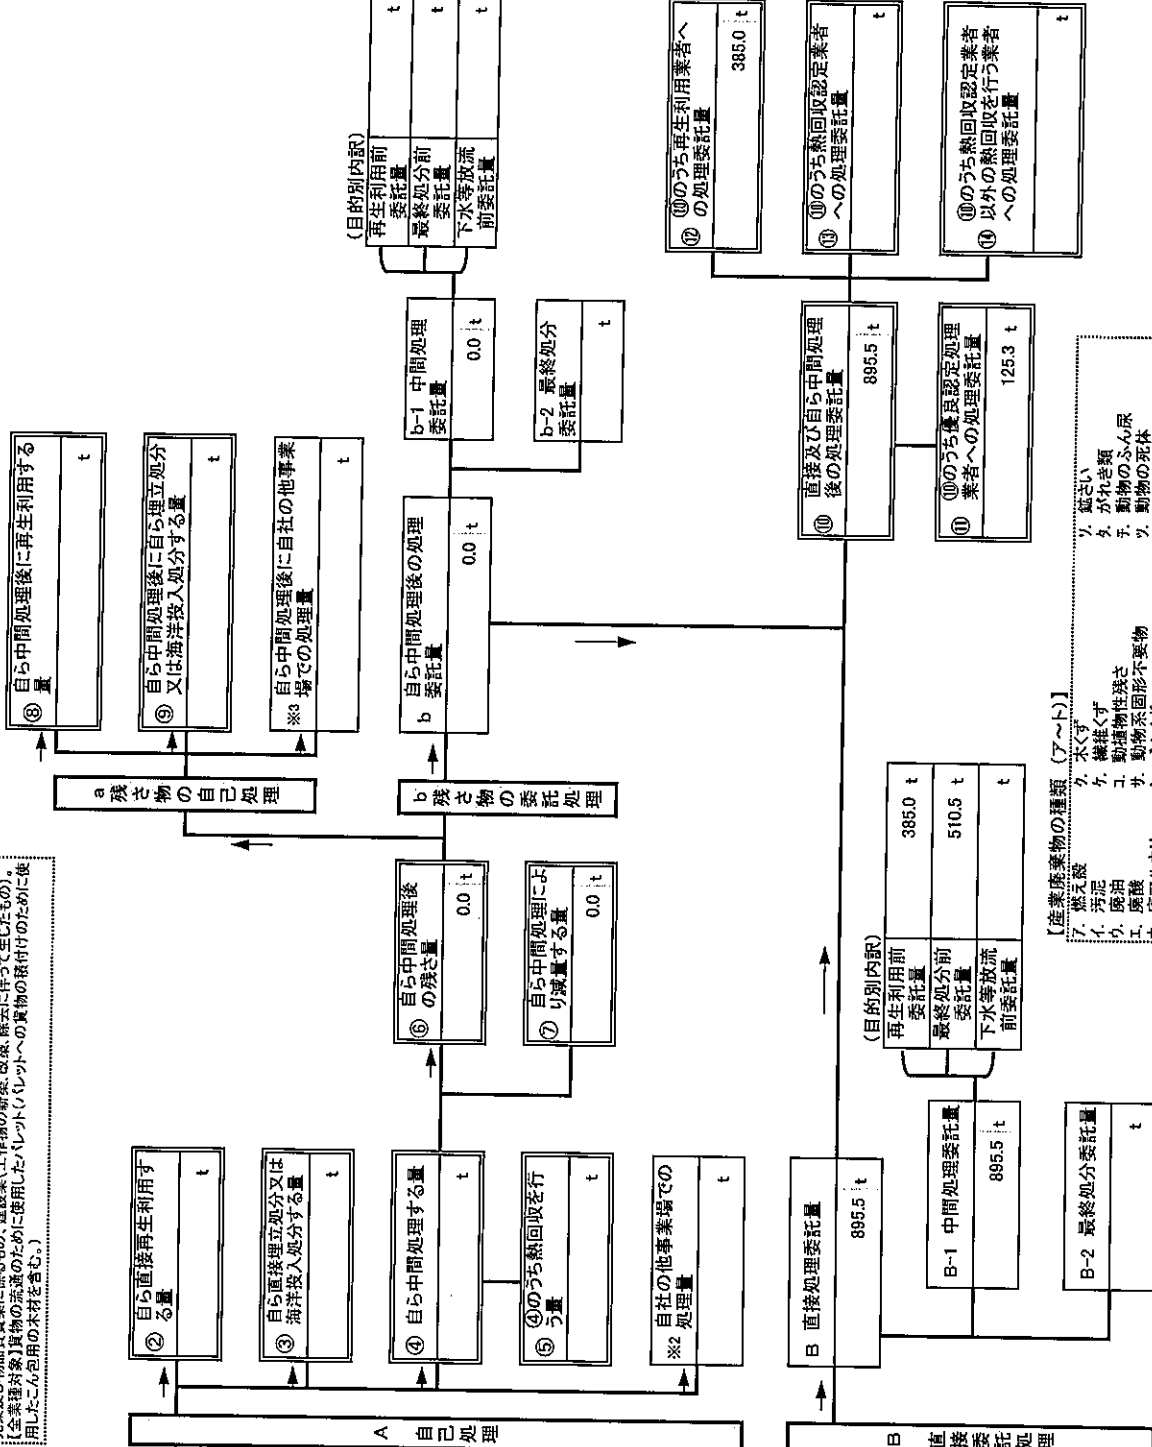 【全業種対象】貨物の流通のために使用したパレット(パレットへの貨物の積付けのために使
用したこん包用の木材を含む。)
A
自己処理
② 自ら直接再生利用す
る量
t
③ 自ら直接埋立処分又は
海洋投入処分する量
t
④ 自ら中間処理する量
t
⑤ ④のうち熱回収を行
う量
t
※2 自社の他事業場での
処理量
t
⑥ 自ら中間処理後
の残さ量
0.0 t
⑦ 自ら中間処理によ
り減量する量
0.0 t
a
残さ物の自己処理
b
残さ物の委託処理
⑧ 自ら中間処理後に再生利用する
量
t
⑨ 自ら中間処理後に自ら埋立処分
又は海洋投入処分する量
t
※3 自ら中間処理後に自社の他事業
場での処理量
t
b 自ら中間処理後の処理
委託量
0.0 t
b-1 中間処理
委託量
0.0 t
b-2 最終処分
委託量
t
(目的別内訳)
再生利用前
委託量
t
最終処分前
委託量
t
下水等放流
前委託量
t
B
直接委託処理
B 直接処理委託量
895.5 t
B-1 中間処理委託量
895.5 t
B-2 最終処分委託量
t
(目的別内訳)
再生利用前
委託量
385.0 t
最終処分前
委託量
510.5 t
下水等放流
前委託量
t
⑩ 直接及び自ら中間処理
後の処理委託量
895.5 t
⑪ ⑩のうち優良認定処理
業者への処理委託量
125.3 t
⑫ ⑩のうち再生利用業者へ
の処理委託量
385.0 t
⑬ ⑩のうち熱回収認定業者
への処理委託量
t
⑭ ⑩のうち熱回収認定業者
以外の熱回収を行う業者
への処理委託量
t
【産業廃棄物の種類 (ア～ト)】
ア. 燃え殻
イ. 汚泥
ウ. 廃油
エ. 廃酸
ク. 木くず
ケ. 繊維くず
コ. 動植物性残さ
サ. 動物系固形不要物
ソ. 鉱さい
タ. がれき類
チ. 動物のふん尿
ツ. 動物の死体